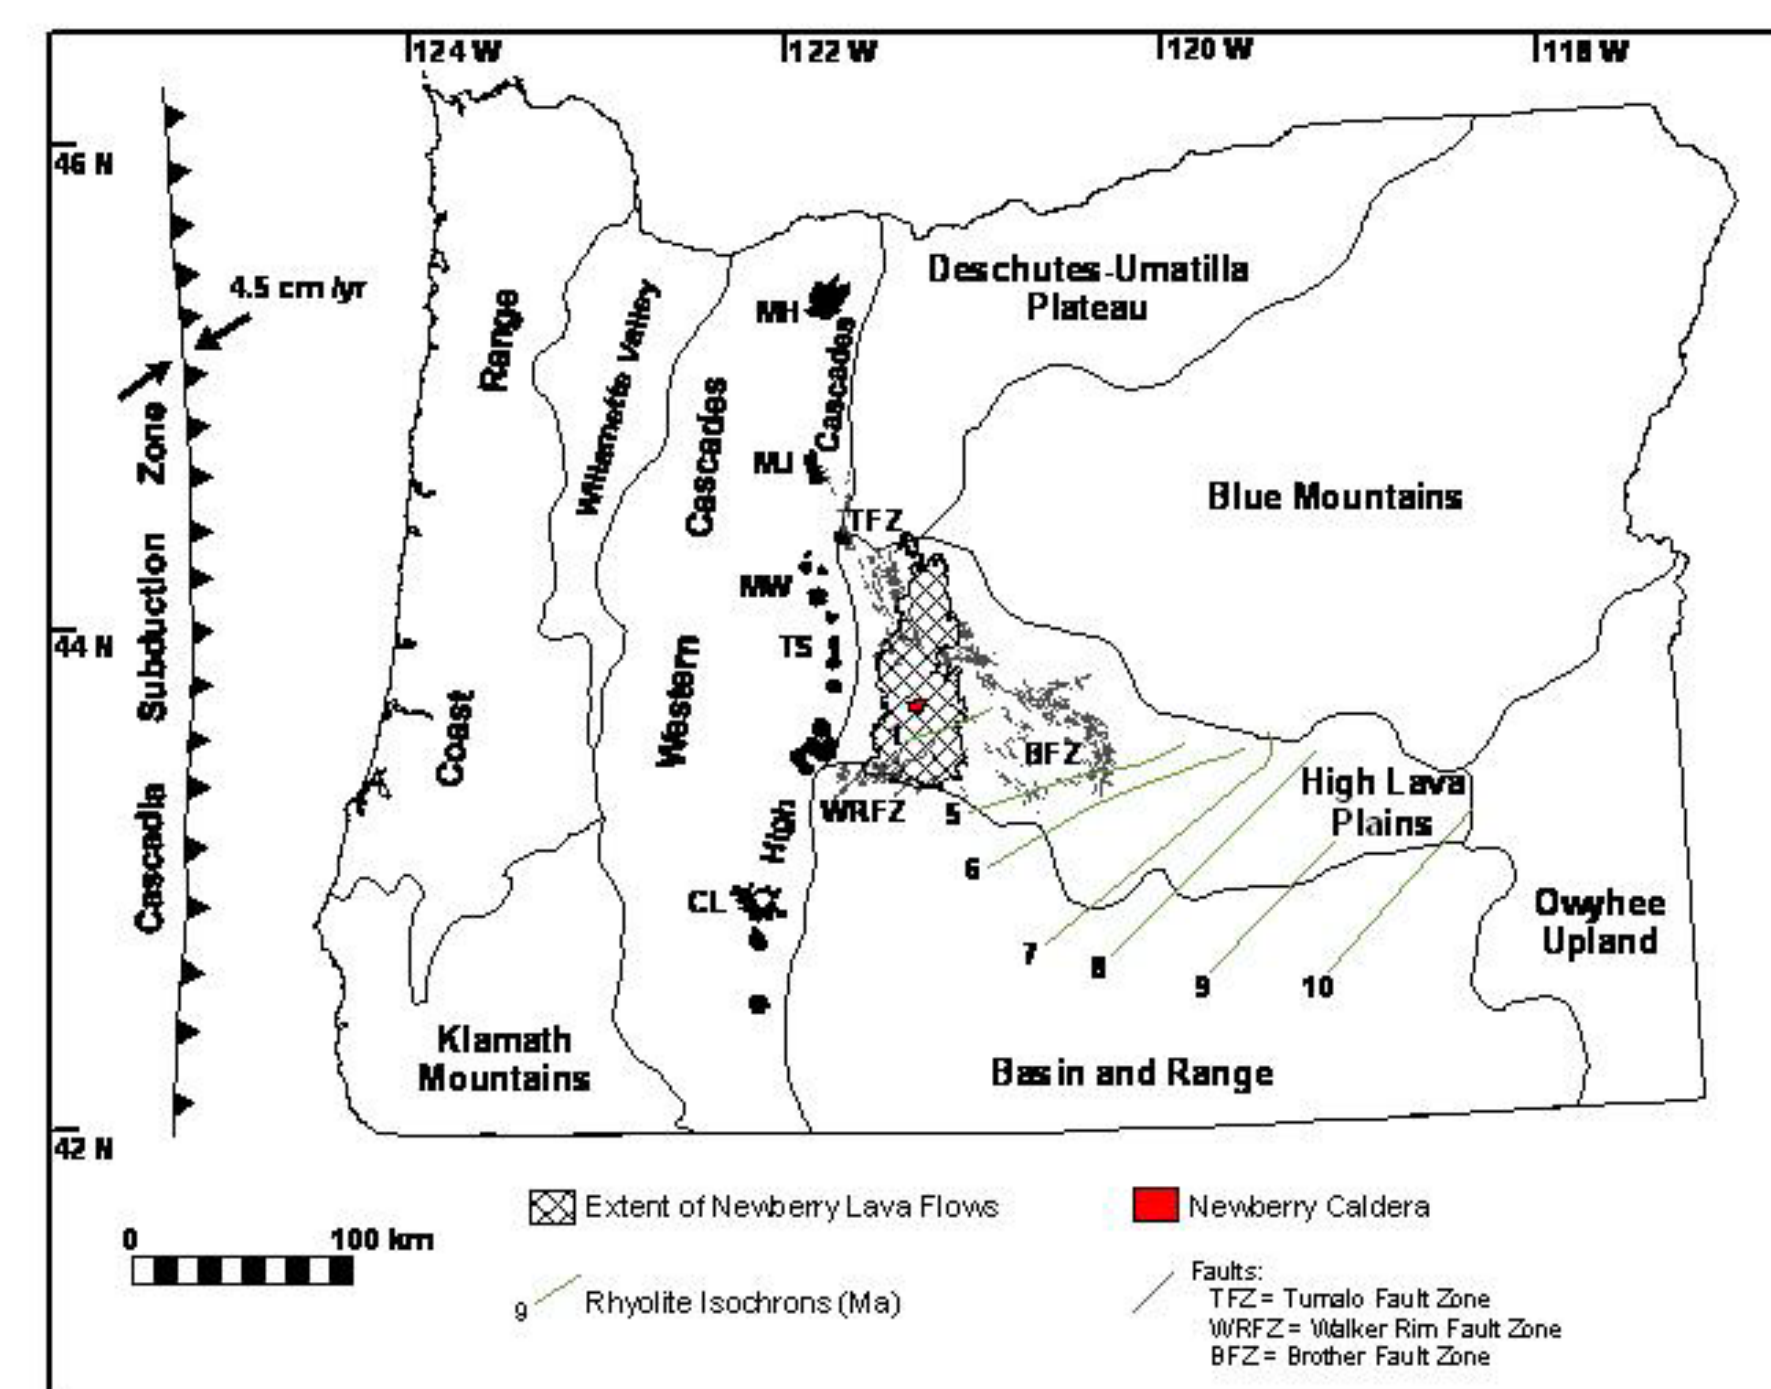 124 W
122 W
120 W
118 W
46 N
44 N
42 N
4.5 cm/yr
Cascadia Subduction Zone
Coast Range
Willamette Valley
Western Cascades
High Cascades
MH
MJ
MW
TS
CL
TFZ
BFZ
WRFZ
Deschutes-Umatilla
Plateau
Blue Mountains
High Lava
Plains
Owyhee
Upland
Basin and Range
Klamath
Mountains
1
5
6
7
8
9
10
0 100 km
Extent of Newberry Lava Flows
Newberry Caldera
9 Rhyolite Isochrons (Ma)
Faults:
TFZ = Tumalo Fault Zone
WRFZ = Walker Rim Fault Zone
BFZ = Brother Fault Zone